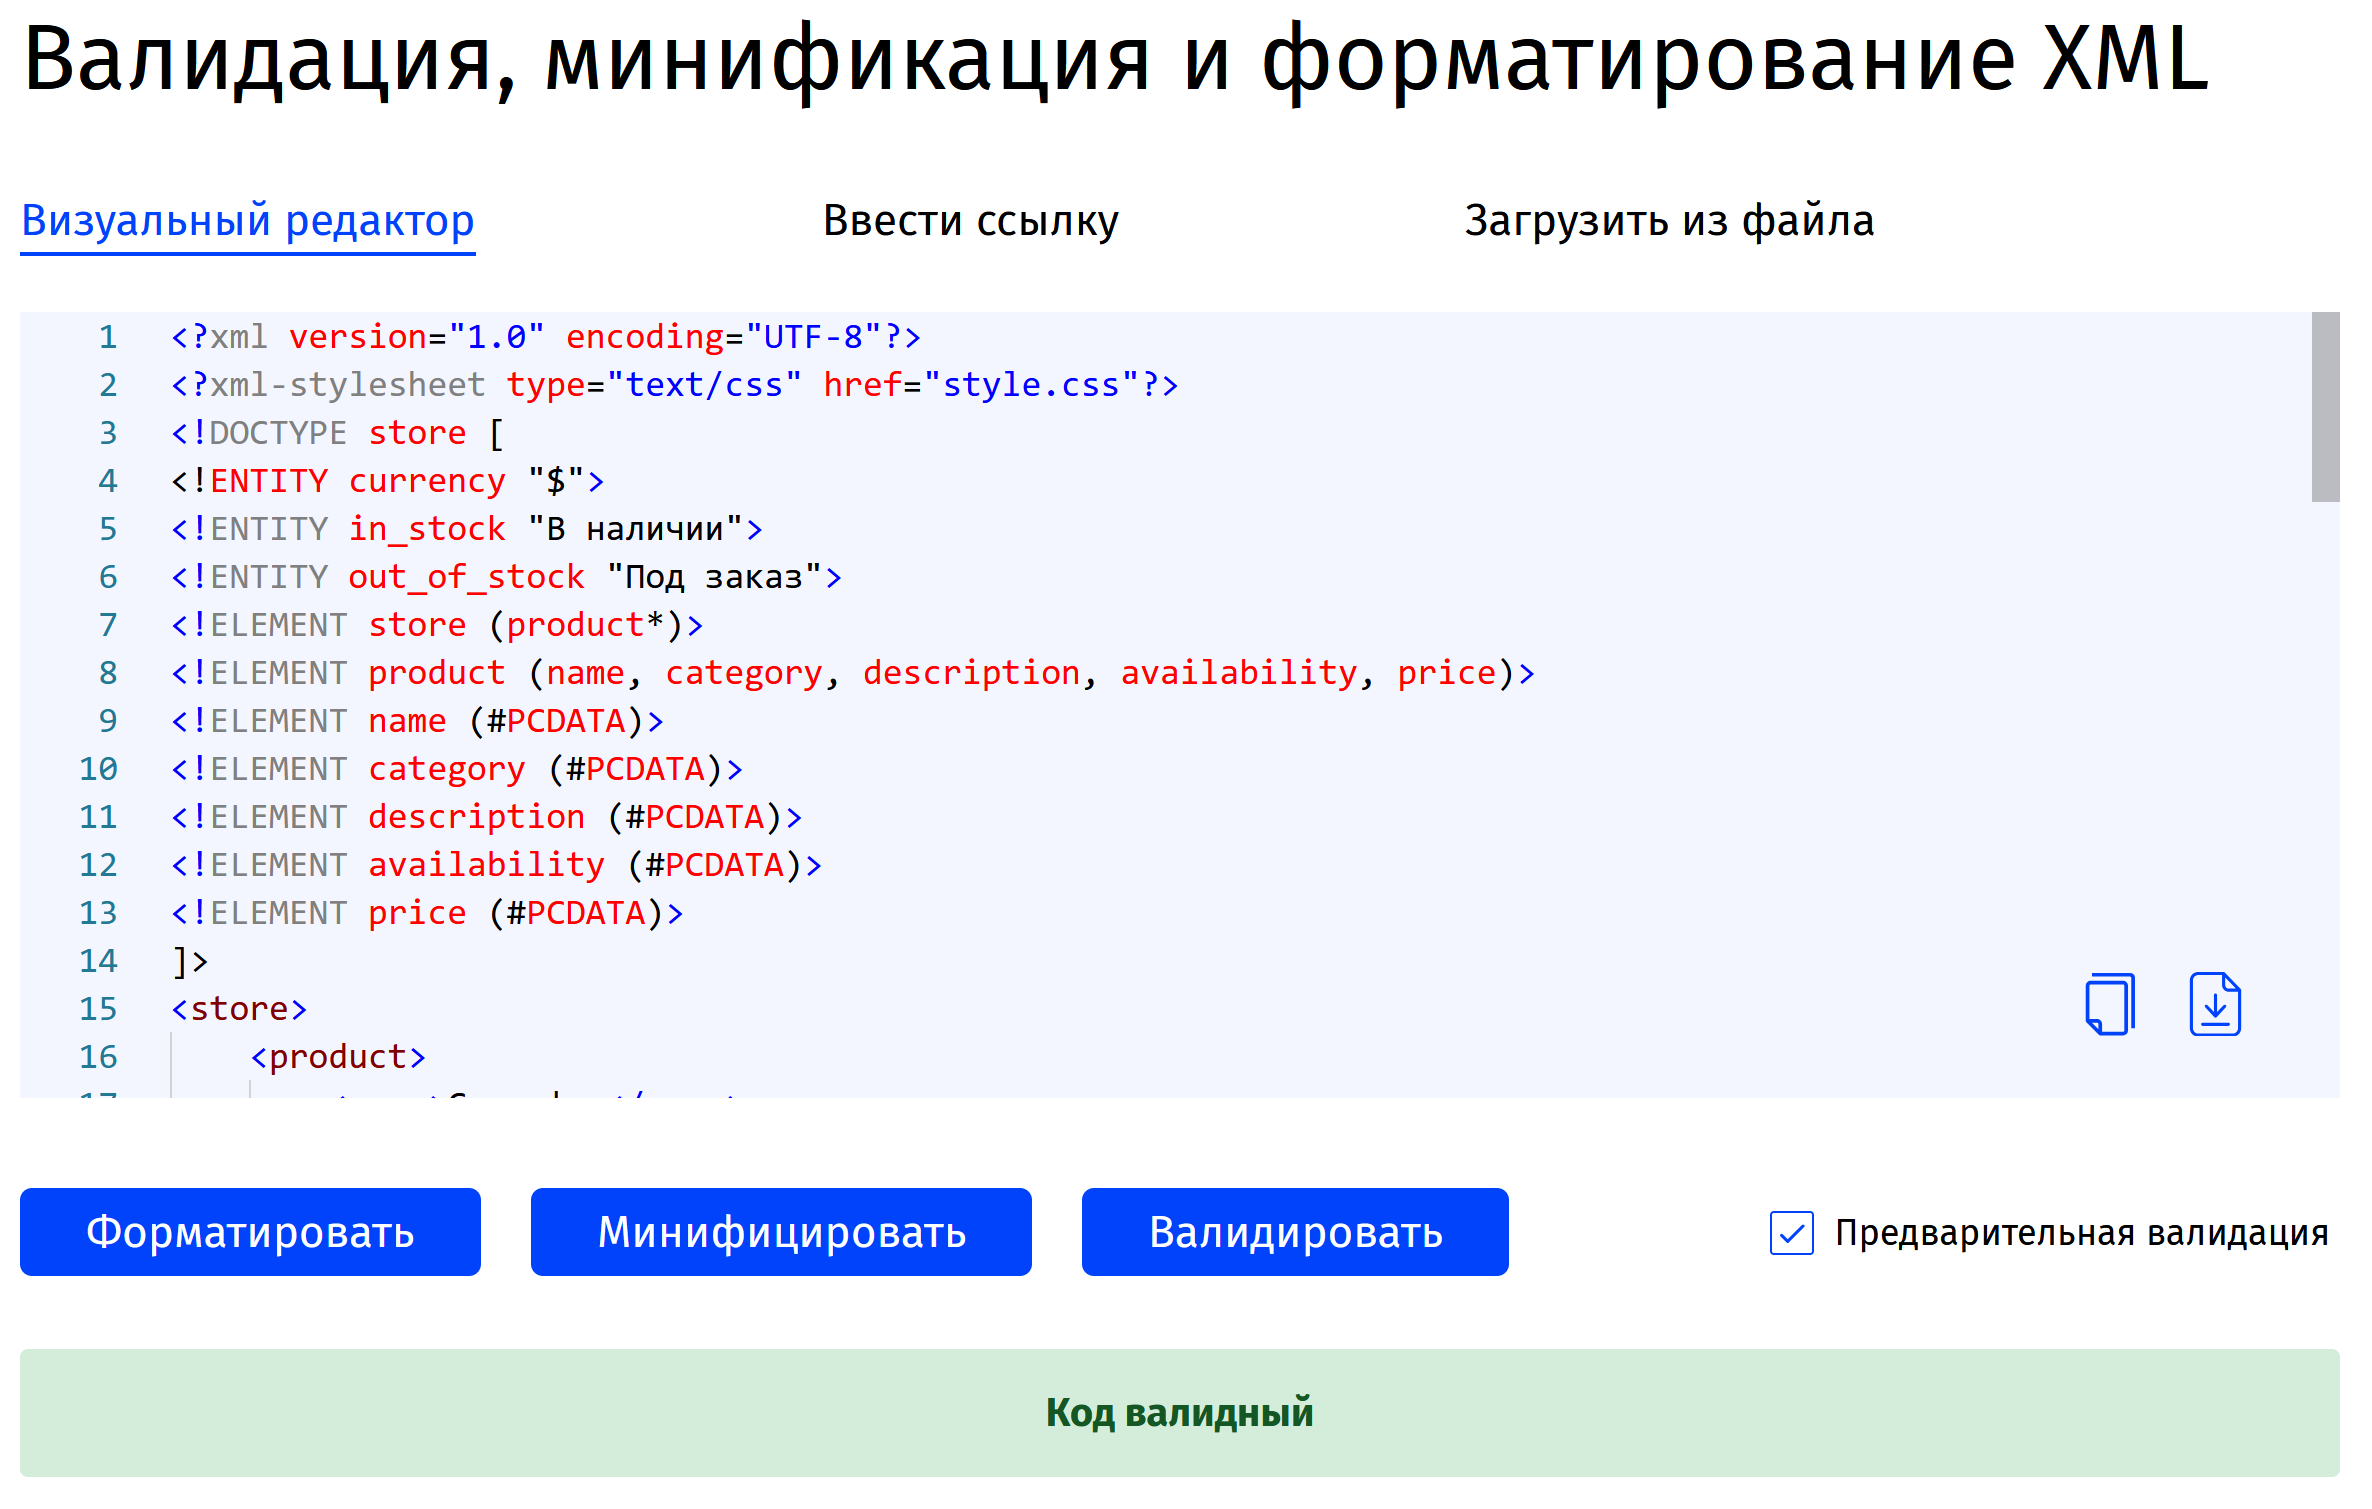 Валидация, минификация и форматирование XML
Визуальный редактор
Ввести ссылку
Загрузить из файла
1 <?xml version="1.0" encoding="UTF-8"?>
2 <?xml-stylesheet type="text/css" href="style.css"?>
3 <!DOCTYPE store [
4 <!ENTITY currency "$">
5 <!ENTITY in_stock "В наличии">
6 <!ENTITY out_of_stock "Под заказ">
7 <!ELEMENT store (product*)>
8 <!ELEMENT product (name, category, description, availability, price)>
9 <!ELEMENT name (#PCDATA)>
10 <!ELEMENT category (#PCDATA)>
11 <!ELEMENT description (#PCDATA)>
12 <!ELEMENT availability (#PCDATA)>
13 <!ELEMENT price (#PCDATA)>
14 ]>
15 <store>
16 <product>
Форматировать
Минифицировать
Валидировать
Предварительная валидация
Код валидный